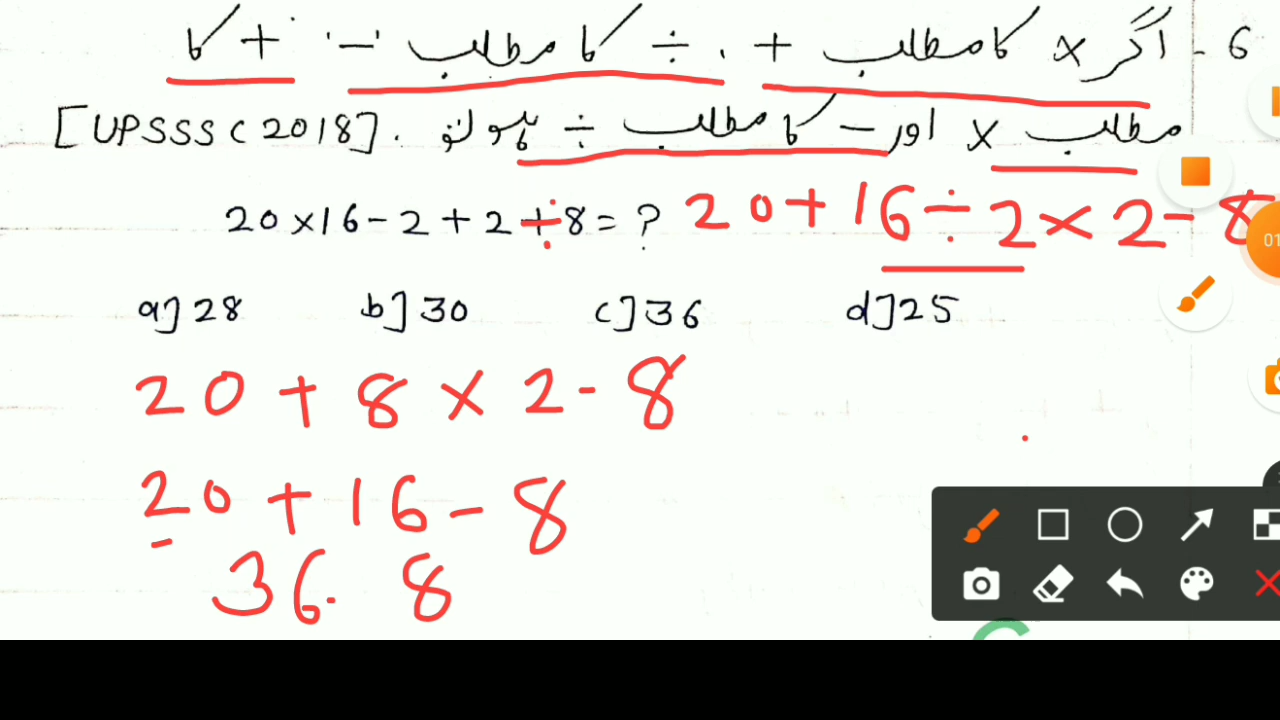 6 - اگر × کا مطلب + ، ÷ کا مطلب '-' + کا
مطلب × اور - کا مطلب ÷ ہو تو . [UPSSSC 2018]
20×16-2+2÷8=? 20+16÷2×2-8
a]28 b]30 c]36 d]25
20+8×2-8
20+16-8
36- 8
01